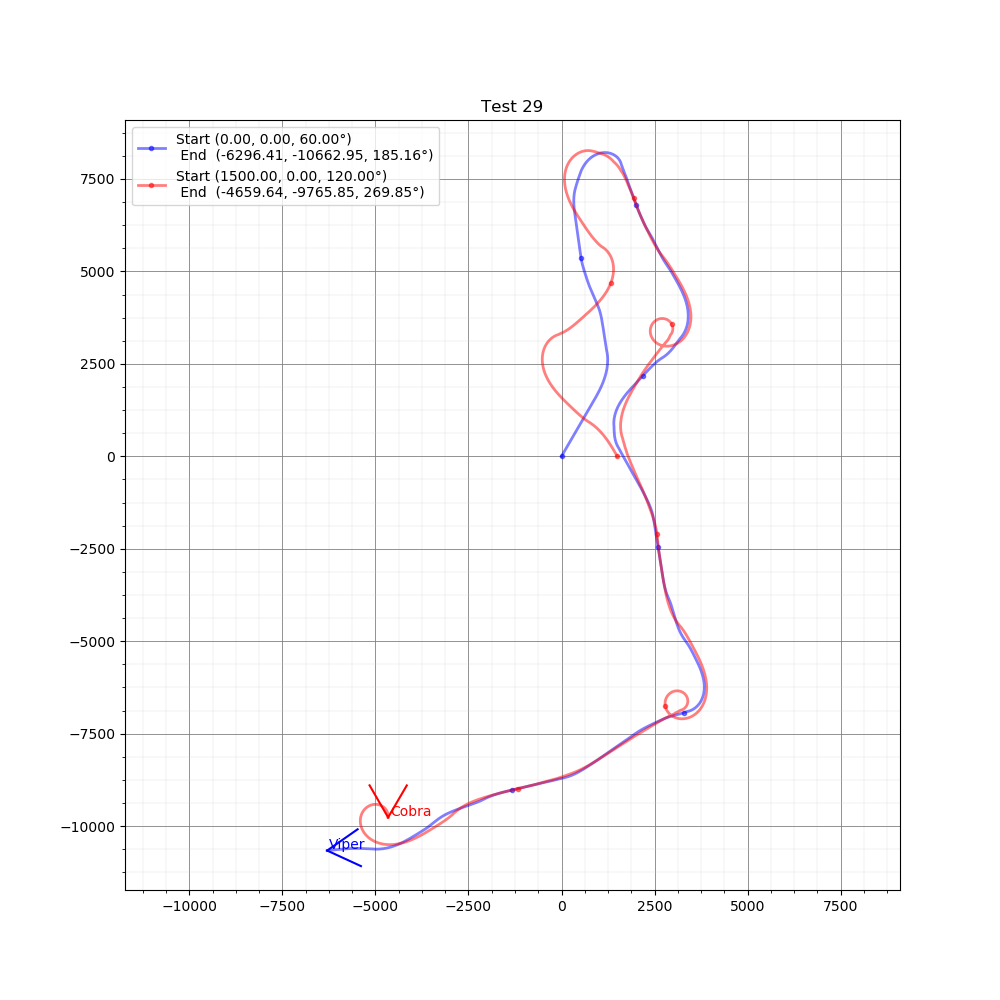 Test 29
Start (0.00, 0.00, 60.00°)
End  (-6296.41, -10662.95, 185.16°)
Start (1500.00, 0.00, 120.00°)
End  (-4659.64, -9765.85, 269.85°)
7500
5000
2500
0
−2500
−5000
−7500
−10000
Cobra
Viper
−10000
−7500
−5000
−2500
0
2500
5000
7500